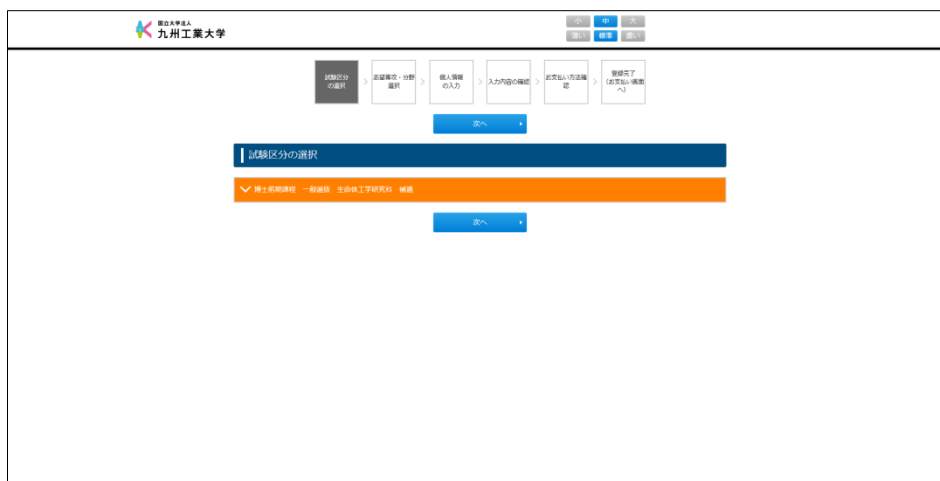 国立大学法人
九州工業大学
小 中 大
薄い 標準 濃い
試験区分
の選択
志望専攻・分野
選択
個人情報
の入力
入力内容の確認
お支払い方法確
認
登録完了
(お支払い画面
へ)
次へ
試験区分の選択
博士前期課程 一般選抜 生命体工学研究科 補遺
次へ